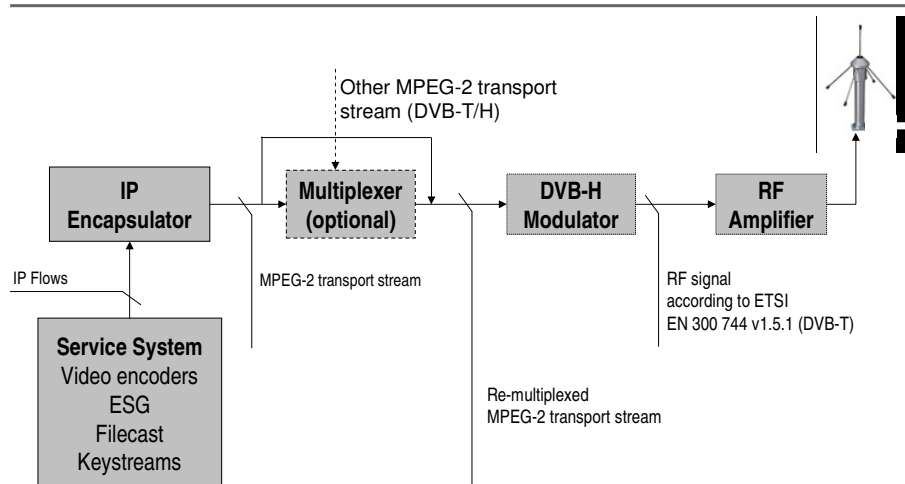 Other MPEG-2 transport
stream (DVB-T/H)
IP
Encapsulator
Multiplexer
(optional)
DVB-H
Modulator
RF
Amplifier
IP Flows
MPEG-2 transport stream
RF signal
according to ETSI
EN 300 744 v1.5.1 (DVB-T)
Service System
Video encoders
ESG
Filecast
Keystreams
Re-multiplexed
MPEG-2 transport stream